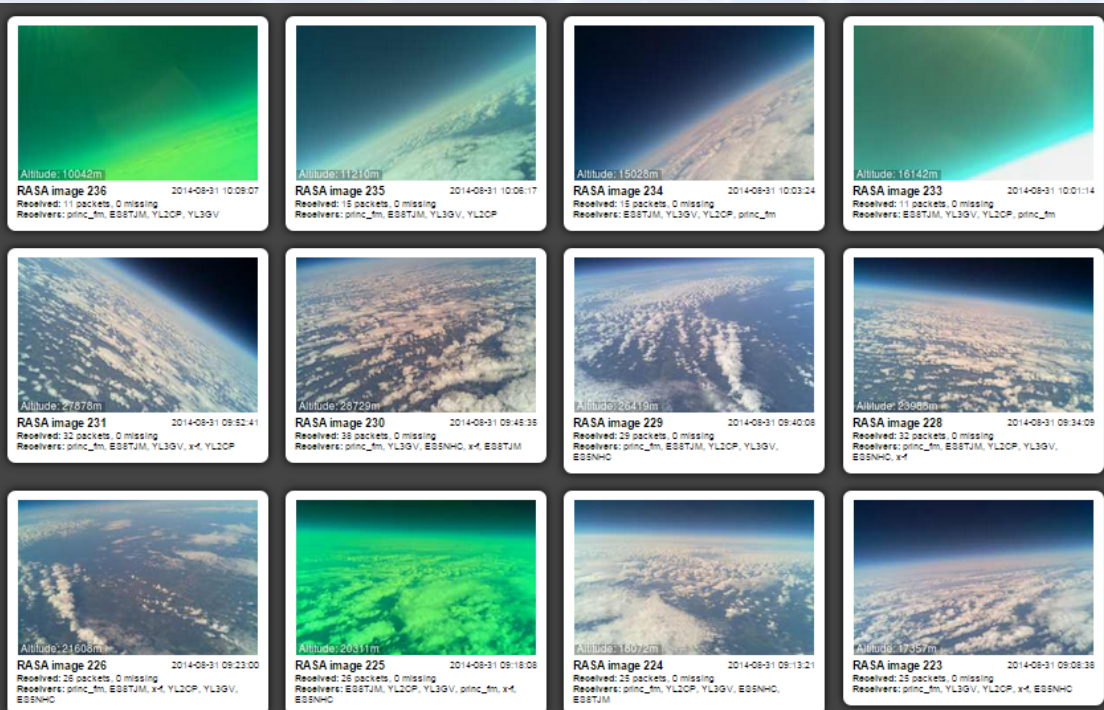 Altitude: 10042m
RASA image 236 2014-08-31 10:09:07
Received: 11 packets, 0 missing
Receivers: princ_fm, ES8TJM, YL2CP, YL3GV
Altitude: 11210m
RASA image 235 2014-08-31 10:06:17
Received: 15 packets, 0 missing
Receivers: princ_fm, ES8TJM, YL3GV, YL2CP
Altitude: 15028m
RASA image 234 2014-08-31 10:03:24
Received: 15 packets, 0 missing
Receivers: ES8TJM, YL3GV, YL2CP, princ_fm
Altitude: 16142m
RASA image 233 2014-08-31 10:01:14
Received: 11 packets, 0 missing
Receivers: ES8TJM, YL3GV, YL2CP, princ_fm
Altitude: 27878m
RASA image 231 2014-08-31 09:52:41
Received: 32 packets, 0 missing
Receivers: princ_fm, ES8TJM, YL3GV, x-f, YL2CP
Altitude: 28729m
RASA image 230 2014-08-31 09:45:35
Received: 38 packets, 0 missing
Receivers: princ_fm, YL3GV, ES5NHC, x-f, ES8TJM
Altitude: 26419m
RASA image 229 2014-08-31 09:40:08
Received: 29 packets, 0 missing
Receivers: princ_fm, ES8TJM, YL2CP, YL3GV,
ES5NHC
Altitude: 23988m
RASA image 228 2014-08-31 09:34:09
Received: 32 packets, 0 missing
Receivers: princ_fm, ES8TJM, YL2CP, YL3GV,
ES5NHC, x-f
Altitude: 21608m
RASA image 226 2014-08-31 09:23:00
Received: 26 packets, 0 missing
Receivers: princ_fm, ES8TJM, x-f, YL2CP, YL3GV,
ES5NHC
Altitude: 20311m
RASA image 225 2014-08-31 09:18:08
Received: 26 packets, 0 missing
Receivers: ES8TJM, YL2CP, YL3GV, princ_fm, x-f,
ES5NHC
Altitude: 18072m
RASA image 224 2014-08-31 09:13:21
Received: 25 packets, 0 missing
Receivers: princ_fm, YL2CP, YL3GV, ES5NHC,
ES8TJM
Altitude: 17357m
RASA image 223 2014-08-31 09:08:38
Received: 25 packets, 0 missing
Receivers: princ_fm, YL3GV, YL2CP, x-f, ES5NHC